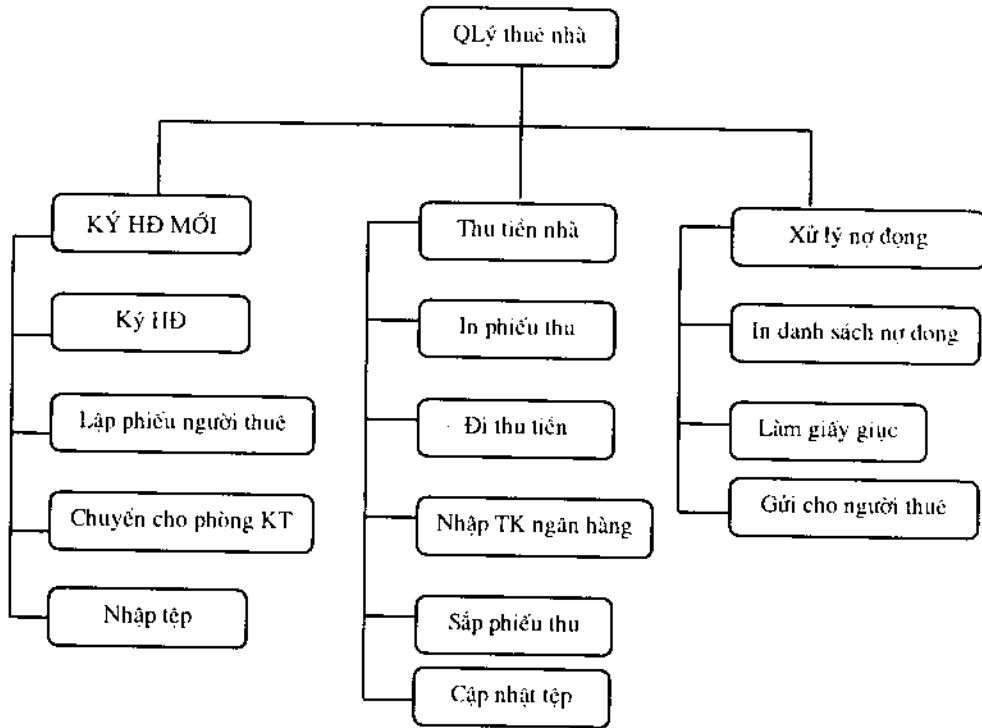 QLý thuê nhà
KÝ HĐ MỚI
Ký HĐ
Lập phiếu người thuê
Chuyển cho phòng KT
Nhập tệp
Thu tiền nhà
In phiếu thu
Đi thu tiền
Nhập TK ngân hàng
Sắp phiếu thu
Cập nhật tệp
Xử lý nợ đọng
In danh sách nợ đọng
Làm giấy giục
Gửi cho người thuê